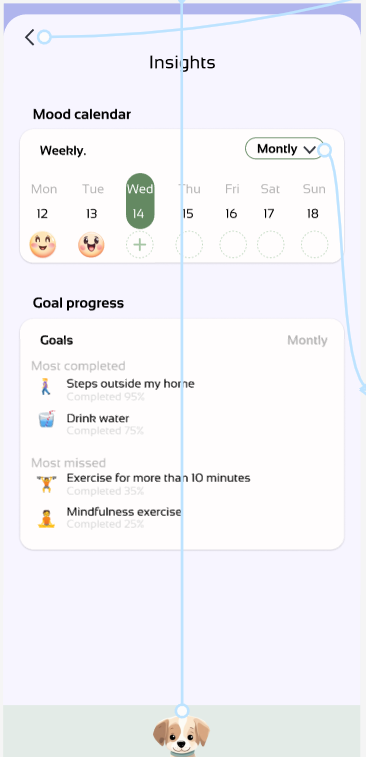 Insights
Mood calendar
Weekly.
Montly
Mon Tue Wed Thu Fri Sat Sun
12 13 14 15 16 17 18
Goal progress
Goals
Montly
Most completed
Steps outside my home
Completed 95%
Drink water
Completed 75%
Most missed
Exercise for more than 10 minutes
Completed 35%
Mindfulness exercise
Completed 25%